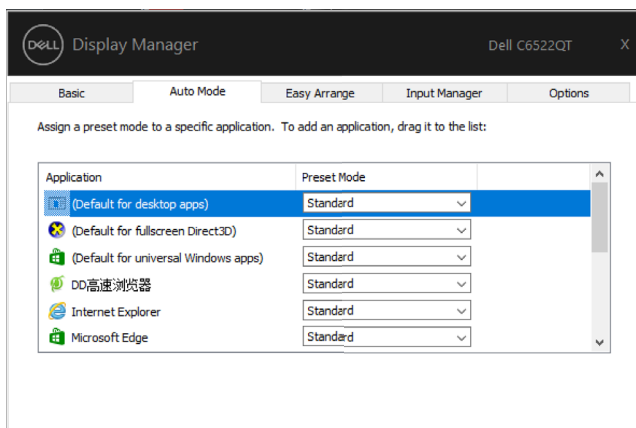 DELL Display Manager Dell C6522QT X
Basic Auto Mode Easy Arrange Input Manager Options
Assign a preset mode to a specific application. To add an application, drag it to the list:
Application Preset Mode
(Default for desktop apps) Standard
(Default for fullscreen Direct3D) Standard
(Default for universal Windows apps) Standard
DD高速浏览器 Standard
Internet Explorer Standard
Microsoft Edge Standard